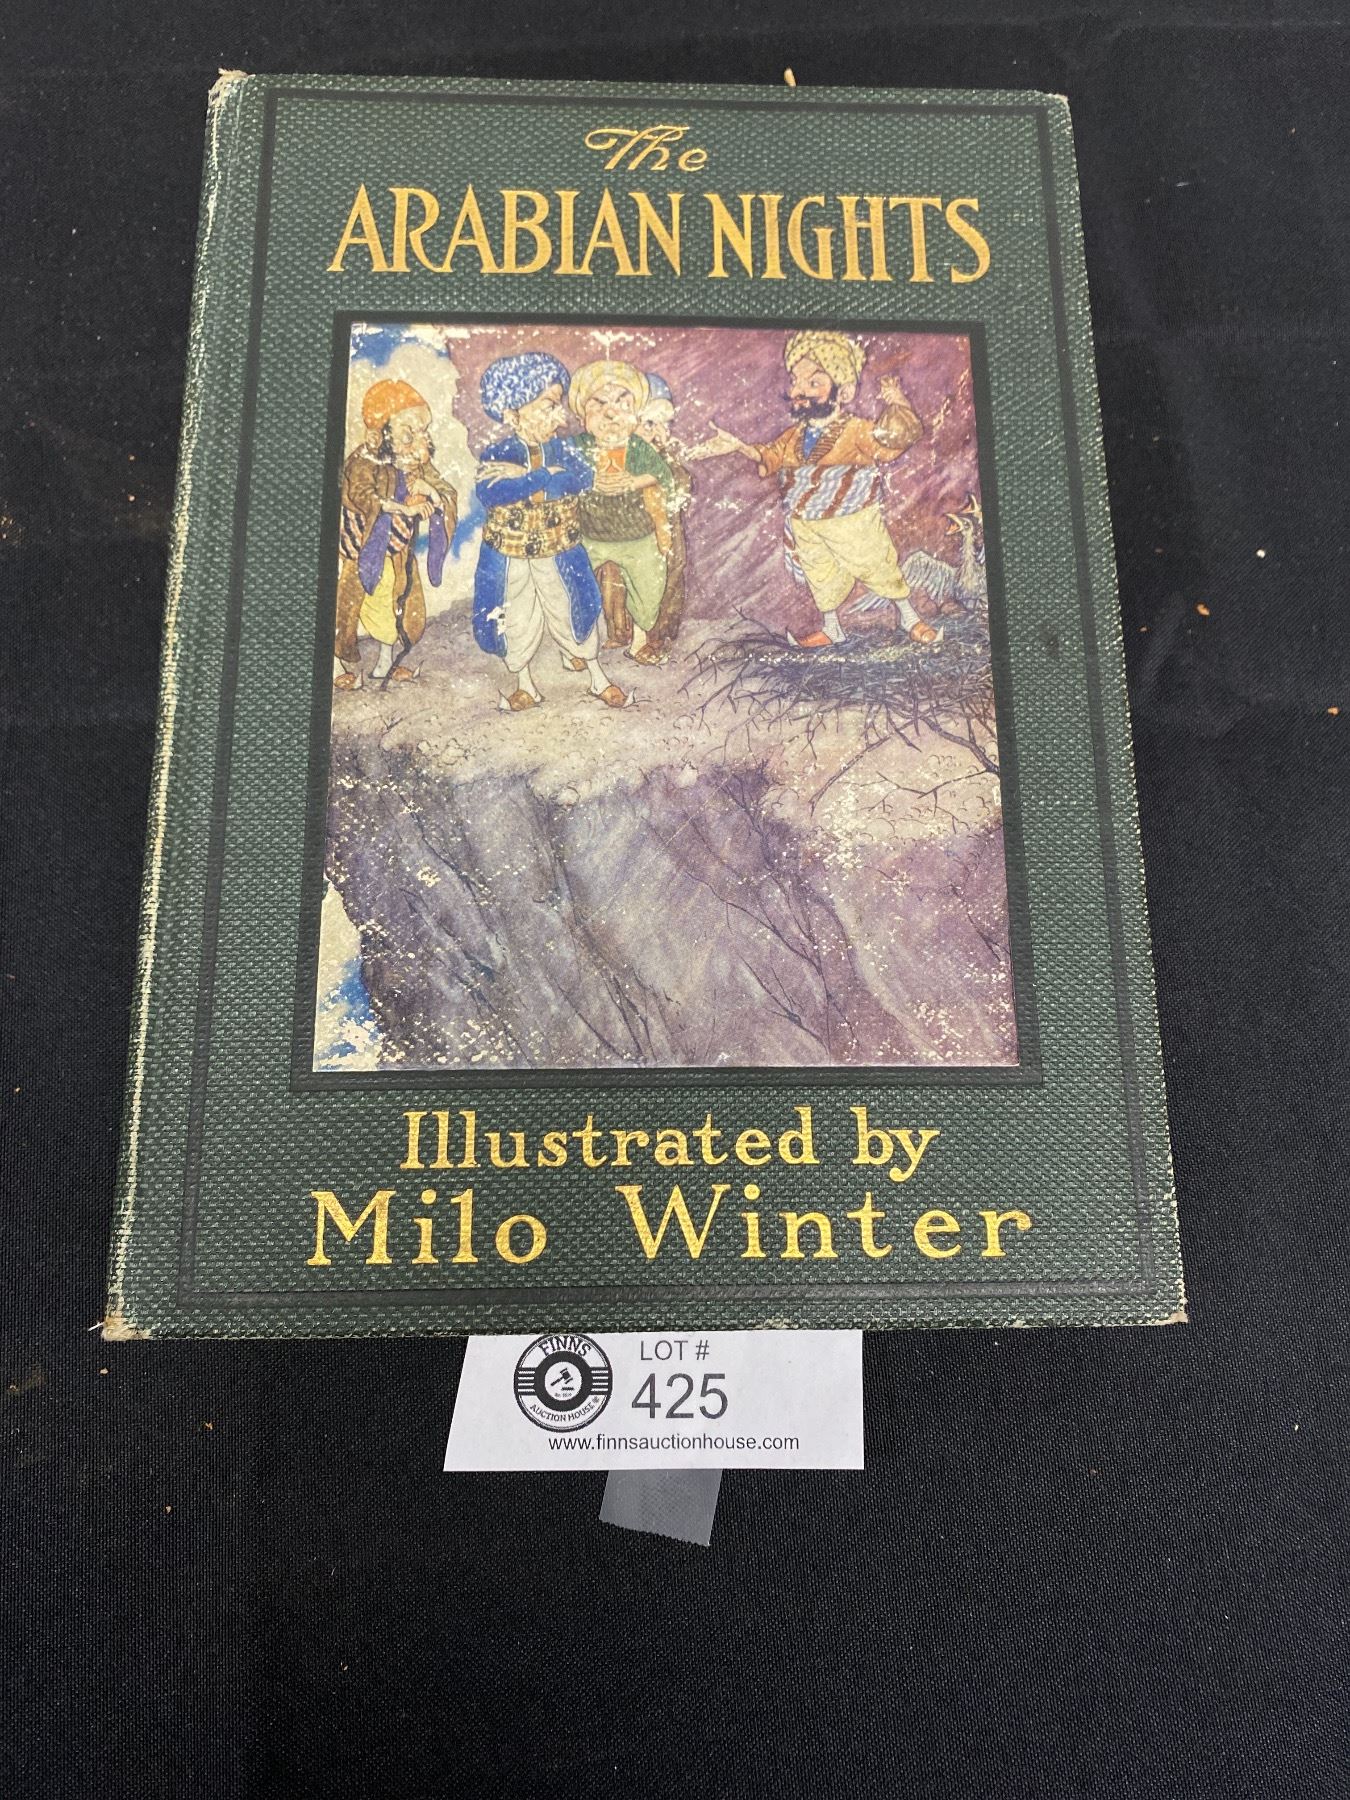 The
ARABIAN NIGHTS
Illustrated by
Milo Winter
FINNS
AUCTION HOUSE
LOT #
425
www.finnsauctionhouse.com